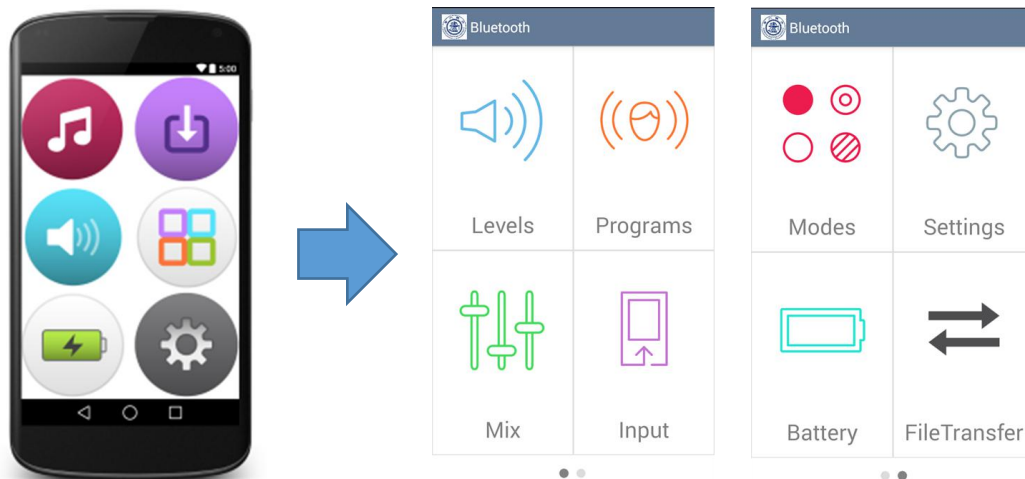 5:00
Bluetooth
Levels
Programs
Mix
Input
Bluetooth
Modes
Settings
Battery
FileTransfer